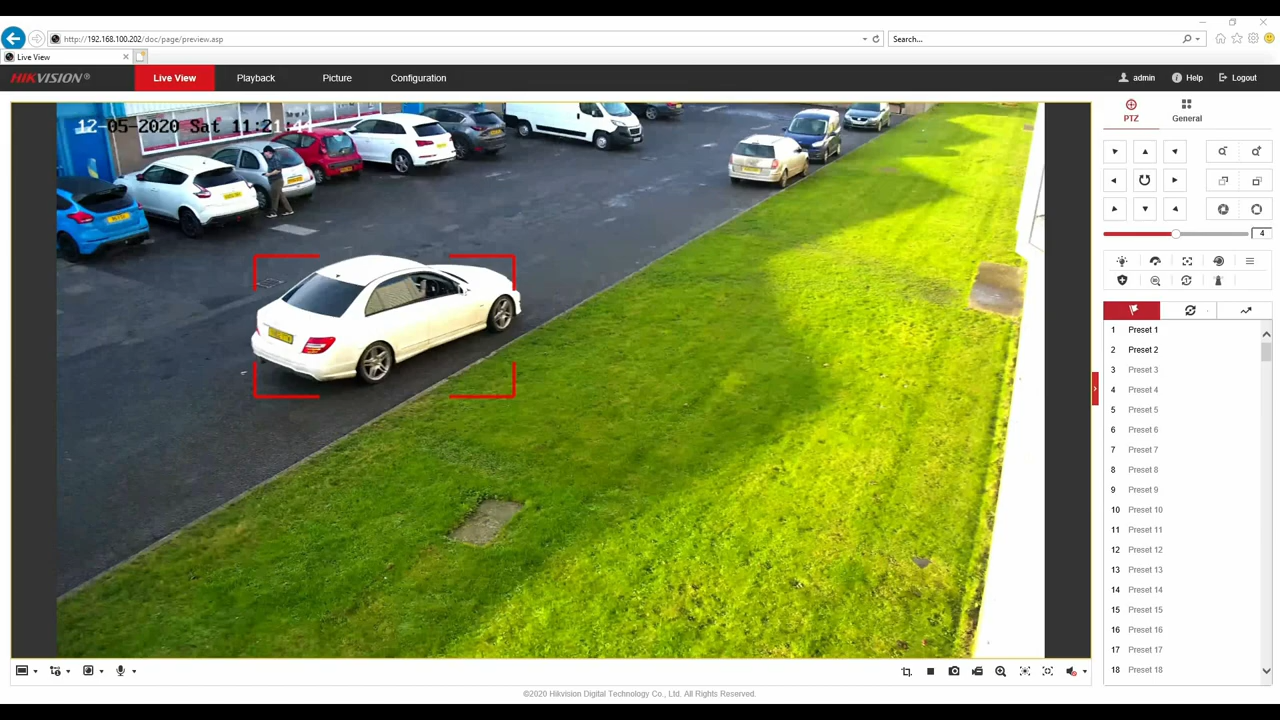 http://192.168.100.202/doc/page/preview.asp
Search...
Live View
HIKVISION®
Live View
Playback
Picture
Configuration
admin
Help
Logout
12-05-2020 Sat 11:21:44
PTZ
General
4
1 Preset 1
2 Preset 2
3 Preset 3
4 Preset 4
5 Preset 5
6 Preset 6
7 Preset 7
8 Preset 8
9 Preset 9
10 Preset 10
11 Preset 11
12 Preset 12
13 Preset 13
14 Preset 14
15 Preset 15
16 Preset 16
17 Preset 17
18 Preset 18
©2020 Hikvision Digital Technology Co., Ltd. All Rights Reserved.